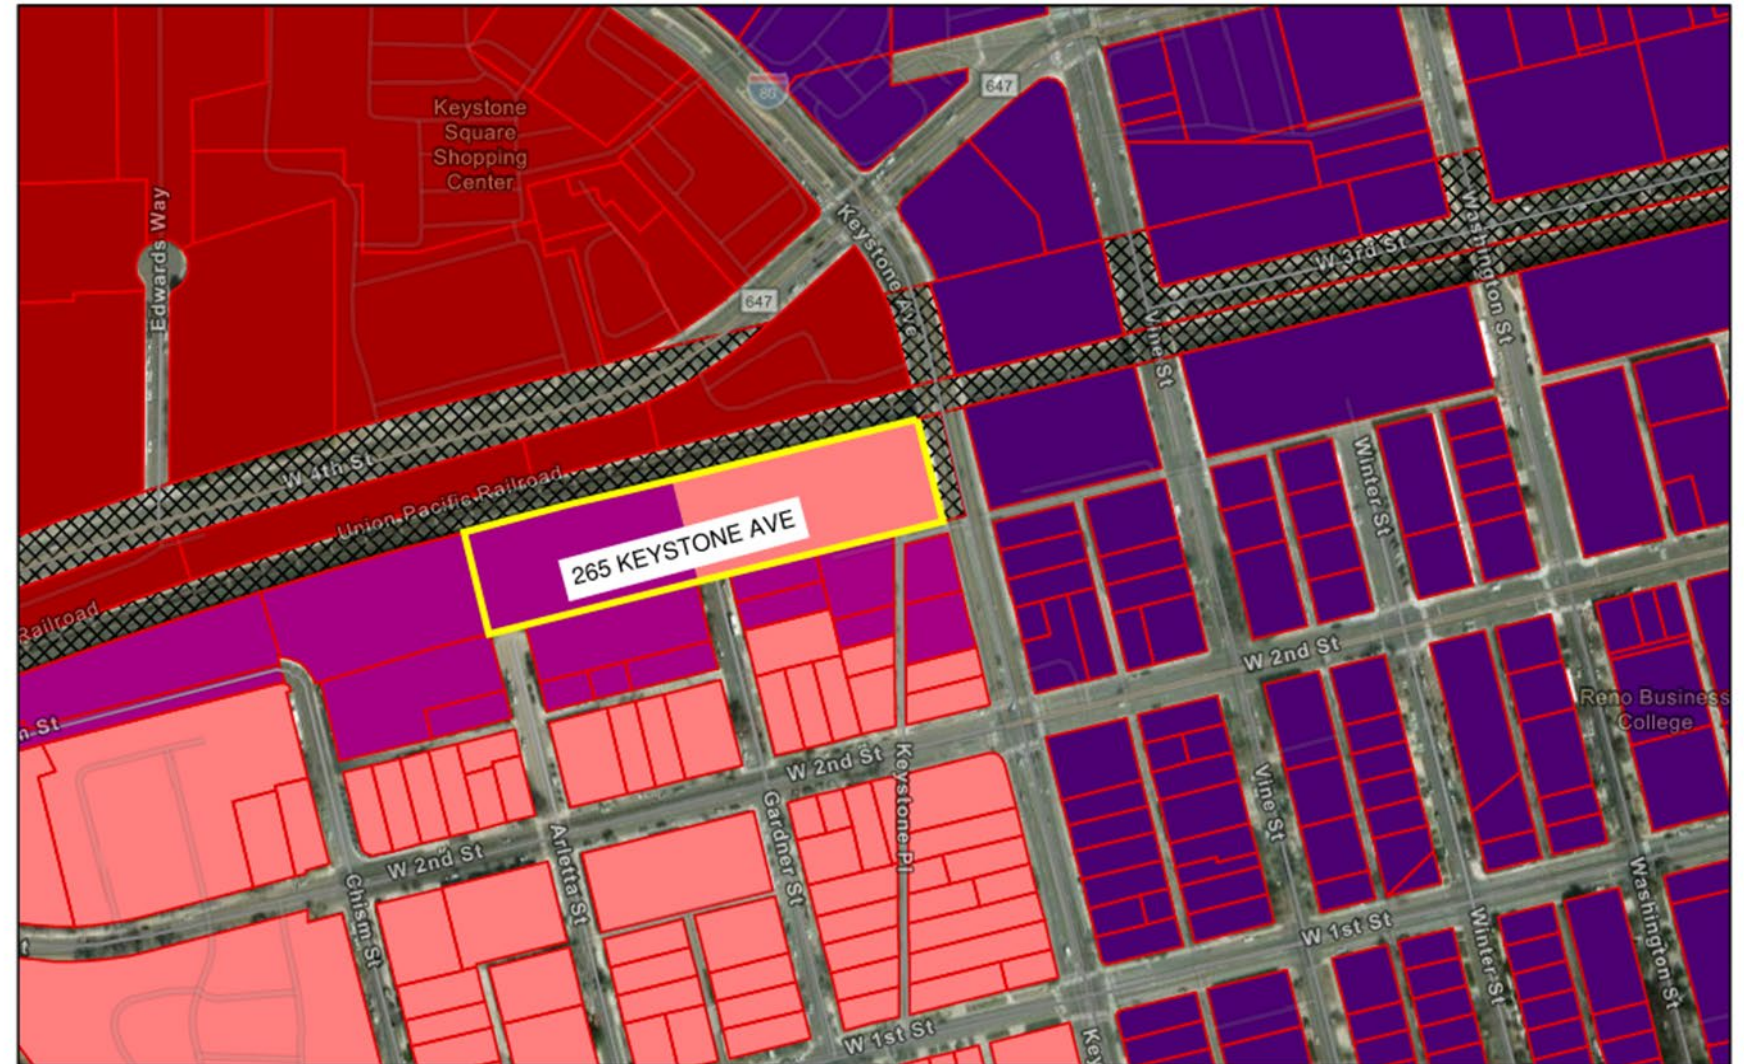 80
647
Keystone
Square
Shopping
Center
Edwards Way
Keystone Ave
Washington St
W 3rd St
647
Vine St
W 4th St
Union Pacific Railroad
Winter St
265 KEYSTONE AVE
Railroad
W 2nd St
Reno Business
College
n St
W 2nd St
Keystone Pl
Vine St
Gardner St
Arletta St
W 2nd St
Washington St
Chism St
W 1st St
Winter St
t
W 1st St
Key